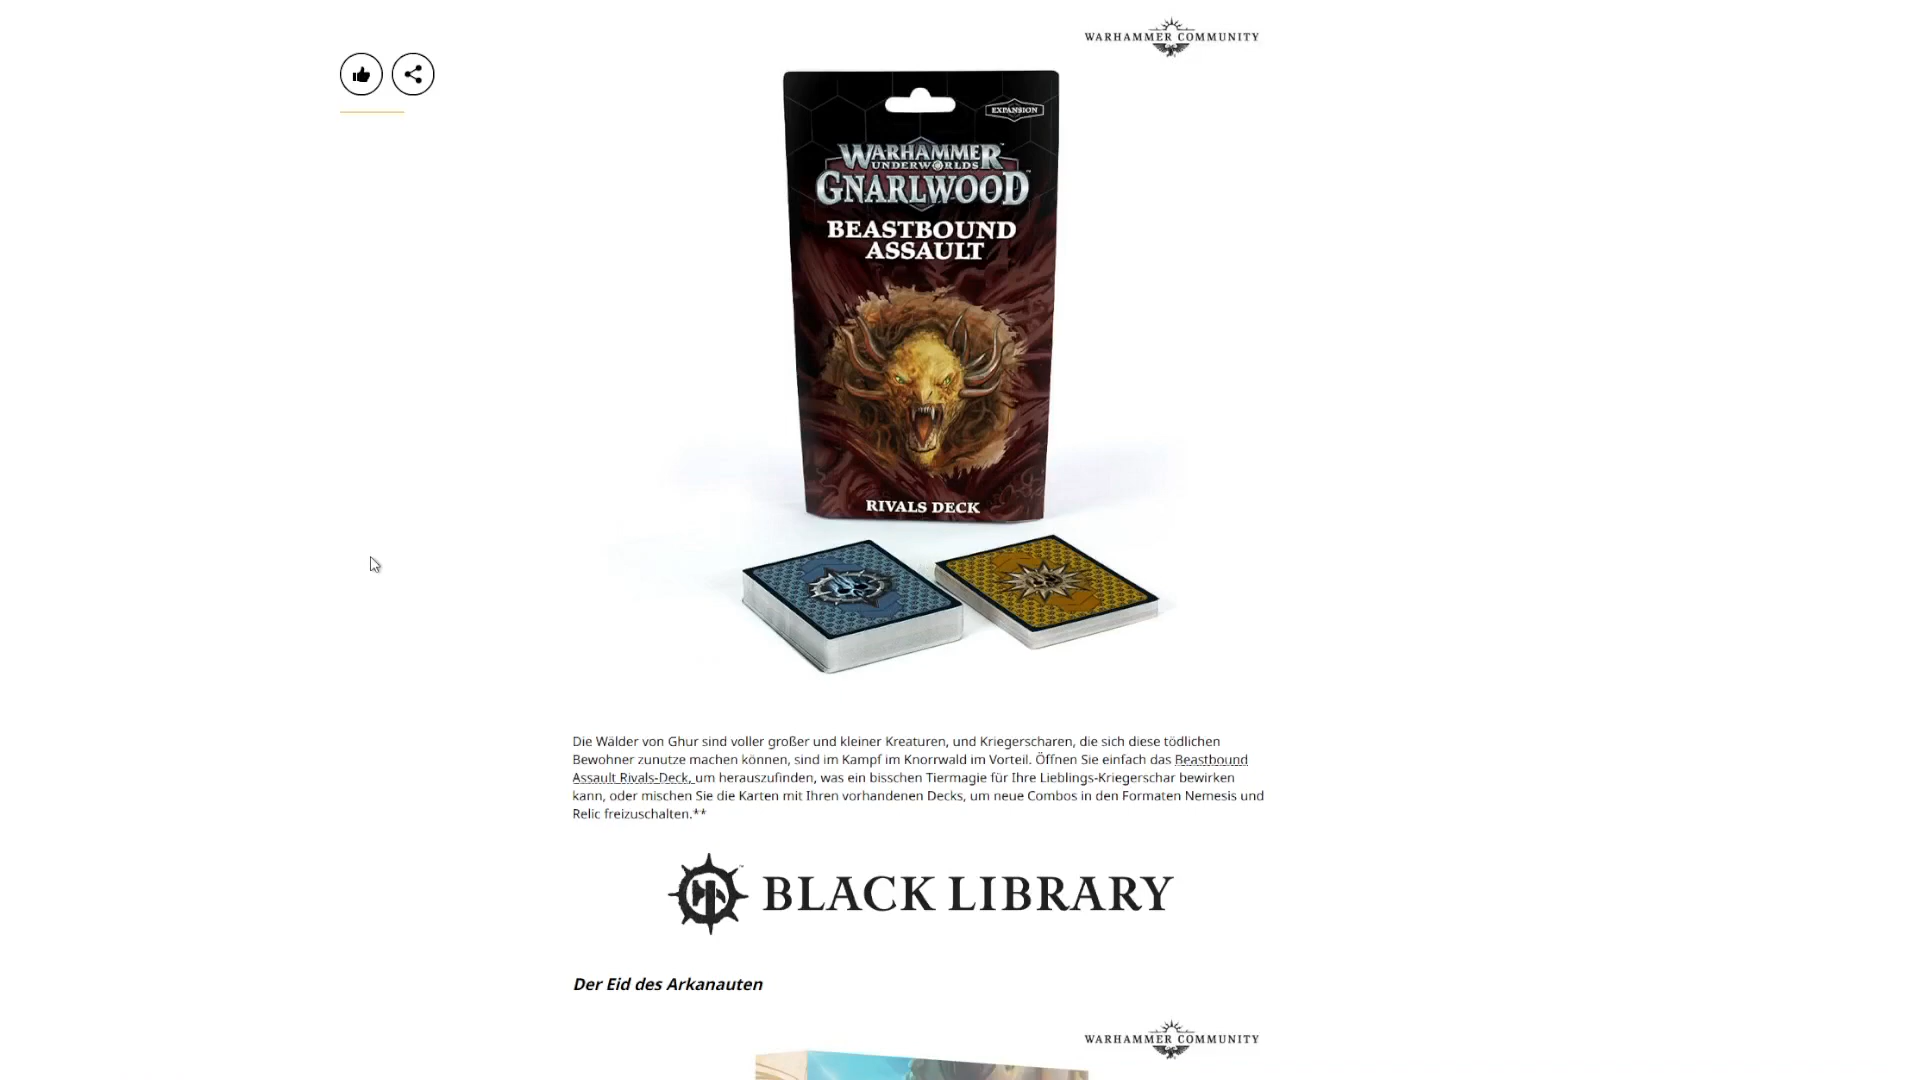 WARHAMMER COMMUNITY
EXPANSION
WARHAMMER
UNDERWORLDS
GNARLWOOD
BEASTBOUND
ASSAULT
RIVALS DECK
Die Wälder von Ghur sind voller großer und kleiner Kreaturen, und Kriegerscharen, die sich diese tödlichen
Bewohner zunutze machen können, sind im Kampf im Knorrwald im Vorteil. Öffnen Sie einfach das Beastbound
Assault Rivals-Deck, um herauszufinden, was ein bisschen Tiermagie für Ihre Lieblings-Kriegerschar bewirken
kann, oder mischen Sie die Karten mit Ihren vorhandenen Decks, um neue Combos in den Formaten Nemesis und
Relic freizuschalten.**
BLACK LIBRARY
Der Eid des Arkanauten
WARHAMMER COMMUNITY